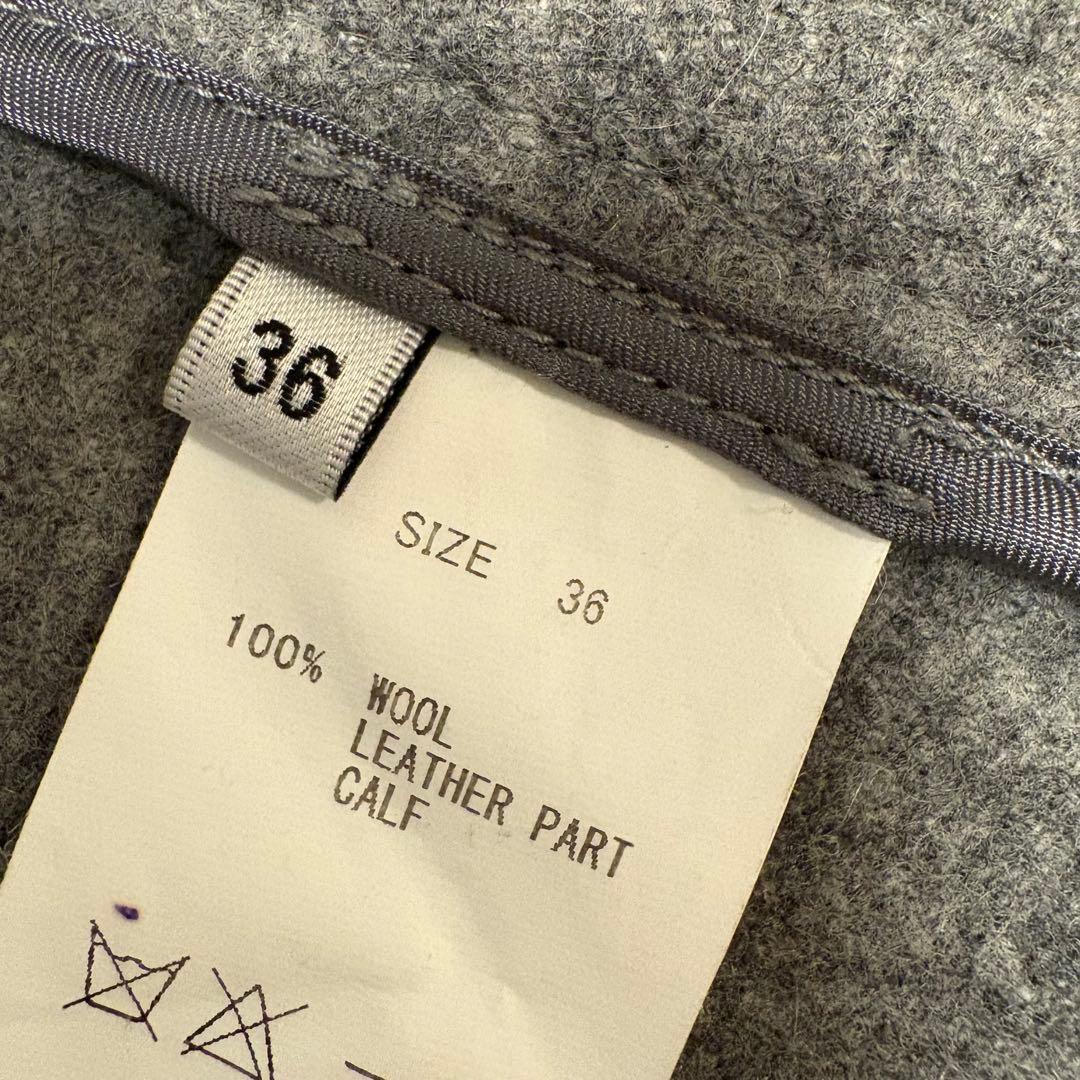 36
SIZE 36
100% WOOL
LEATHER PART
CALF